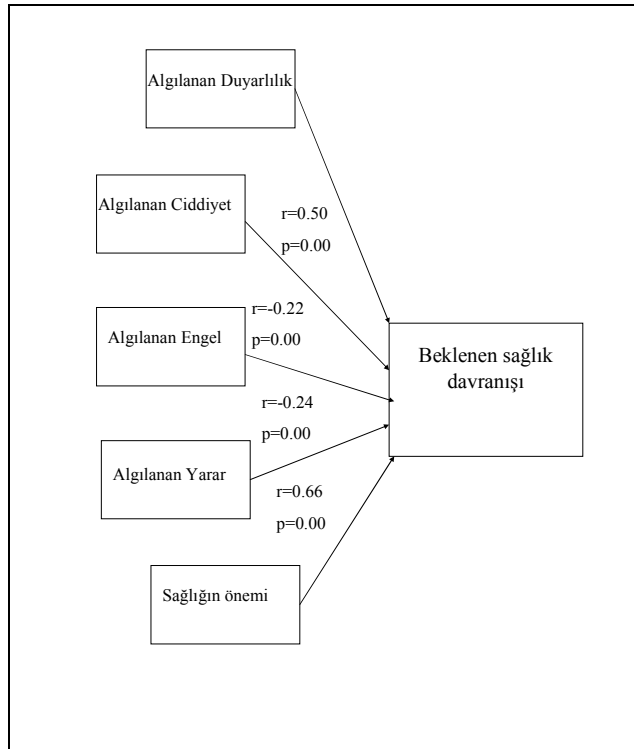 Algılanan Duyarlılık
Algılanan Ciddiyet
r=0.50
p=0.00
r=-0.22
Algılanan Engel
p=0.00
Beklenen sağlık
davranışı
r=-0.24
p=0.00
Algılanan Yarar
r=0.66
p=0.00
Sağlığın önemi